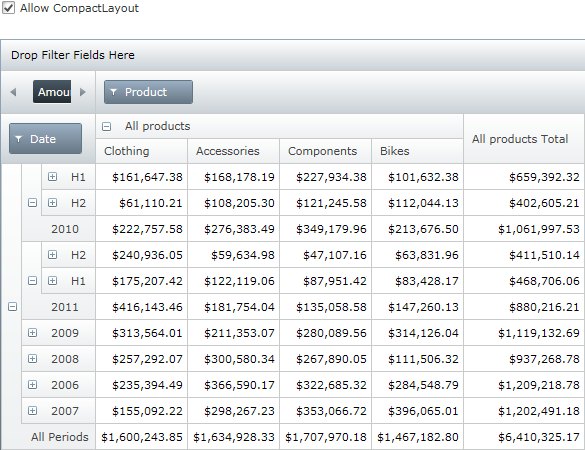 Allow CompactLayout
Drop Filter Fields Here
Amou Product
Date
All products
Clothing Accessories Components Bikes All products Total
H1 $161,647.38 $168,178.19 $227,934.38 $101,632.38 $659,392.32
H2 $61,110.21 $108,205.30 $121,245.58 $112,044.13 $402,605.21
2010 $222,757.58 $276,383.49 $349,179.96 $213,676.50 $1,061,997.53
H2 $240,936.05 $59,634.98 $47,107.16 $63,831.96 $411,510.14
H1 $175,207.42 $122,119.06 $87,951.42 $83,428.17 $468,706.06
2011 $416,143.46 $181,754.04 $135,058.58 $147,260.13 $880,216.21
2009 $313,564.01 $211,353.07 $280,089.56 $314,126.04 $1,119,132.69
2008 $257,292.07 $300,580.34 $267,890.05 $111,506.32 $937,268.78
2006 $235,394.49 $366,590.17 $322,685.32 $284,548.79 $1,209,218.78
2007 $155,092.22 $298,267.23 $353,066.72 $396,065.01 $1,202,491.18
All Periods $1,600,243.85 $1,634,928.33 $1,707,970.18 $1,467,182.80 $6,410,325.17